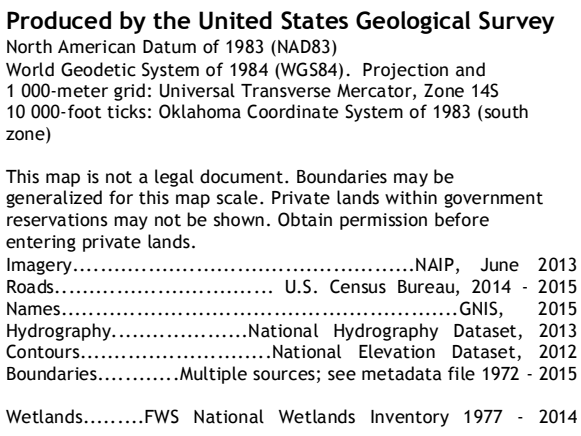 Produced by the United States Geological Survey
North American Datum of 1983 (NAD83)
World Geodetic System of 1984 (WGS84). Projection and
1 000-meter grid: Universal Transverse Mercator, Zone 14S
10 000-foot ticks: Oklahoma Coordinate System of 1983 (south
zone)
This map is not a legal document. Boundaries may be
generalized for this map scale. Private lands within government
reservations may not be shown. Obtain permission before
entering private lands.
Imagery..................................................NAIP, June 2013
Roads................................ U.S. Census Bureau, 2014 - 2015
Names..........................................................GNIS, 2015
Hydrography....................National Hydrography Dataset, 2013
Contours............................National Elevation Dataset, 2012
Boundaries............Multiple sources; see metadata file 1972 - 2015
Wetlands.........FWS National Wetlands Inventory 1977 - 2014